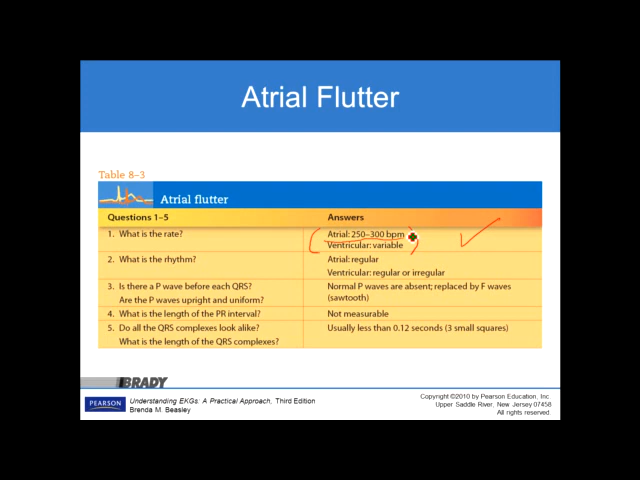 Atrial Flutter
Table 8–3
Atrial flutter
Questions 1–5 Answers
1. What is the rate? Atrial: 250–300 bpm
Ventricular: variable
2. What is the rhythm? Atrial: regular
Ventricular: regular or irregular
3. Is there a P wave before each QRS? Normal P waves are absent; replaced by F waves
Are the P waves upright and uniform? (sawtooth)
4. What is the length of the PR interval? Not measurable
5. Do all the QRS complexes look alike? Usually less than 0.12 seconds (3 small squares)
What is the length of the QRS complexes?
BRADY
PEARSON
Understanding EKGs: A Practical Approach, Third Edition
Brenda M. Beasley
Copyright ©2010 by Pearson Education, Inc.
Upper Saddle River, New Jersey 07458
All rights reserved.